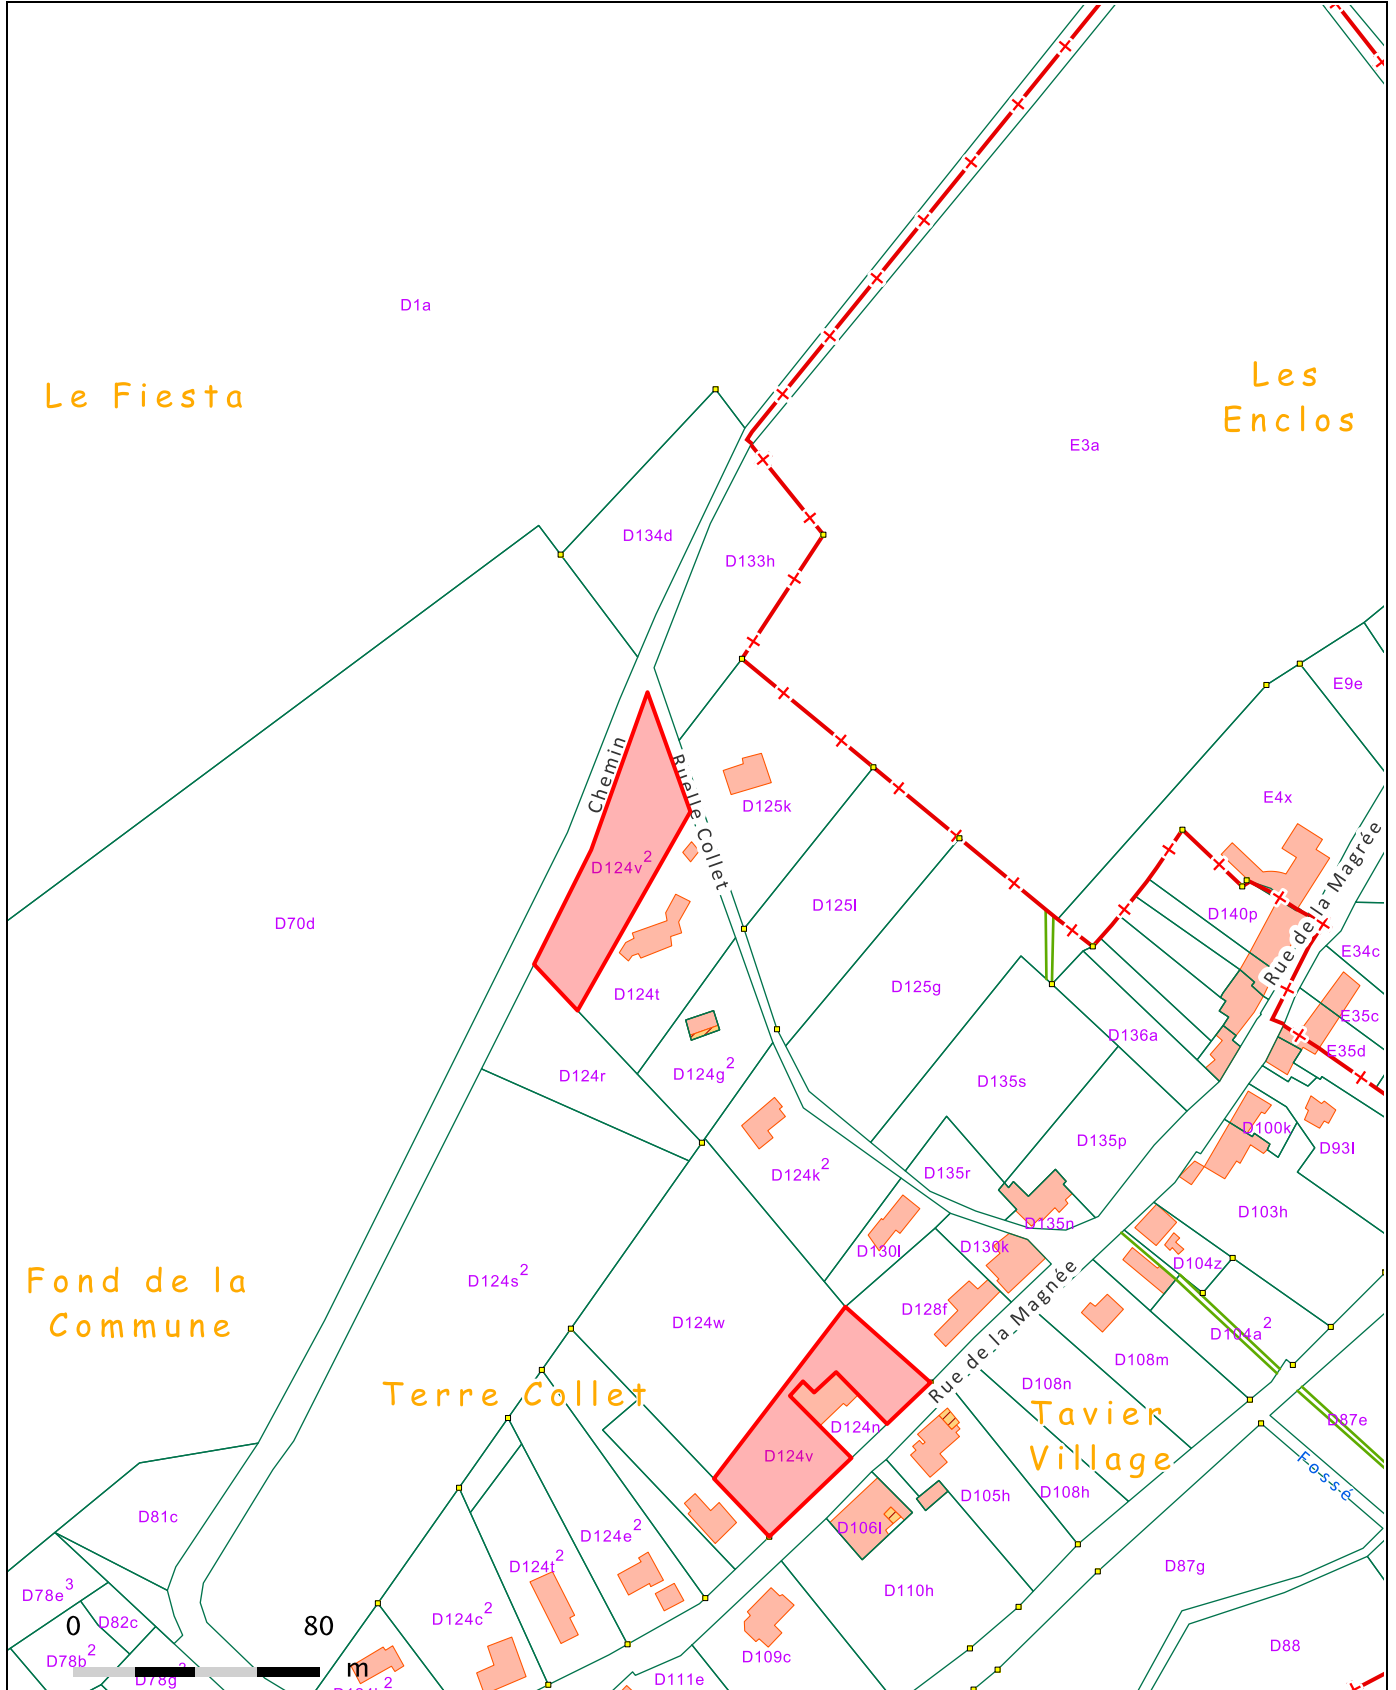 D1a
Le Fiesta
Les
Enclos
E3a
D134d
D133h
E9e
Chemin
Ruelle Collet
D125k
E4x
D124v²
D125l
D140p
Rue de la Magrée
D70d
E34c
D124t
D125g
E35c
D136a
E35d
D124r
D124g²
D135s
D100k
D135p
D93l
D124k²
D135r
D103h
D135n
D130l
D130k
D104z
Fond de la
Commune
D124s²
D124w
D128f
Rue de la Magnée
D104a²
D108m
D108n
Terre Collet
Tavier
Village
D124n
D87e
D124v
Fossé
D105h
D108h
D81c
D106l
D124e²
D124t²
D87g
D78e³
D110h
D82c
D124c²
0
80
m
D78b²
D109c
D88
D78g²
D111e